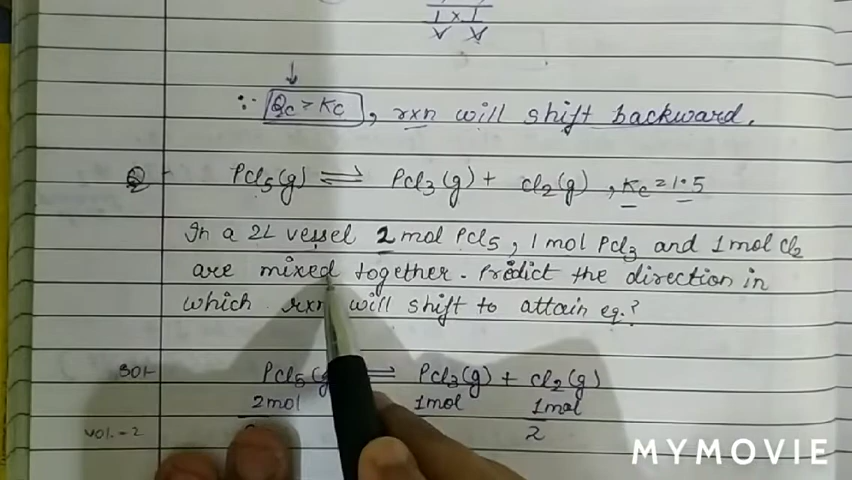 1 x 1
V V
∵ Qc > Kc , rxn will shift backward.
Q PCl5(g) ⇌ PCl3(g) + Cl2(g) , Kc = 1.5
In a 2L vessel 2 mol PCl5, 1 mol PCl3 and 1 mol Cl2
are mixed together. Predict the direction in
which rxn will shift to attain eq.?
Sol- PCl5(g ⇌ PCl3(g) + Cl2(g)
2mol 1mol 1mol
Vol. - 2 2
MYMOVIE